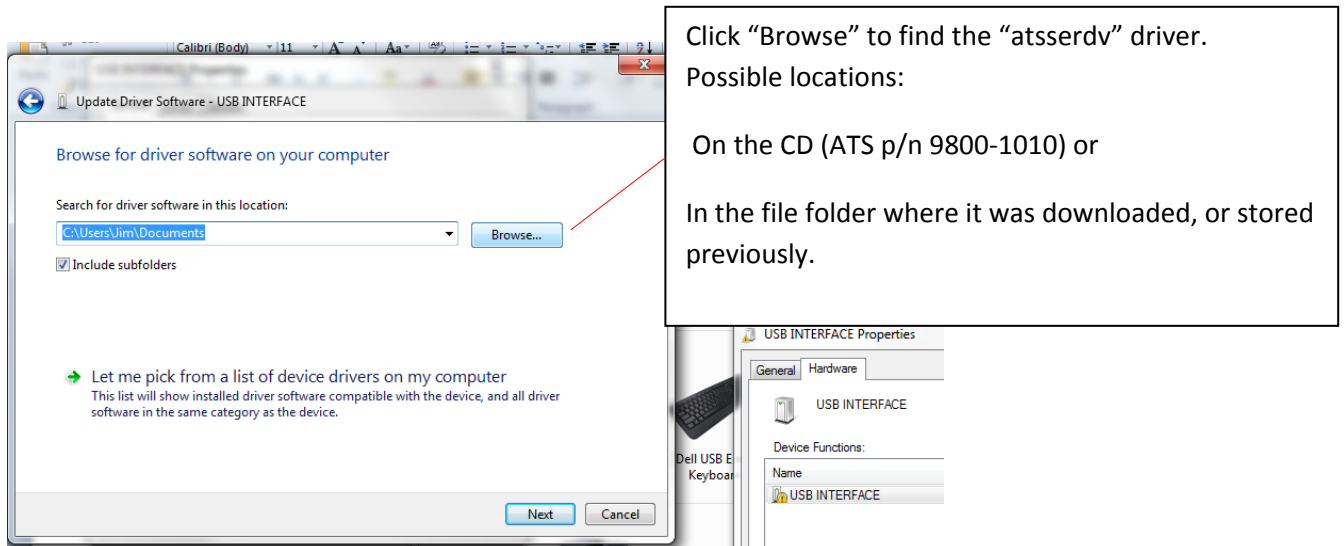 Click “Browse” to find the “atsserdv” driver.
Possible locations:
On the CD (ATS p/n 9800-1010) or
In the file folder where it was downloaded, or stored
previously.
Calibri (Body) 11 A A Aa
Update Driver Software - USB INTERFACE
Browse for driver software on your computer
Search for driver software in this location:
C:\Users\Jim\Documents
Browse...
Include subfolders
Let me pick from a list of device drivers on my computer
This list will show installed driver software compatible with the device, and all driver
software in the same category as the device.
Next Cancel
Dell USB E
Keyboar
USB INTERFACE Properties
General Hardware
USB INTERFACE
Device Functions:
Name
USB INTERFACE